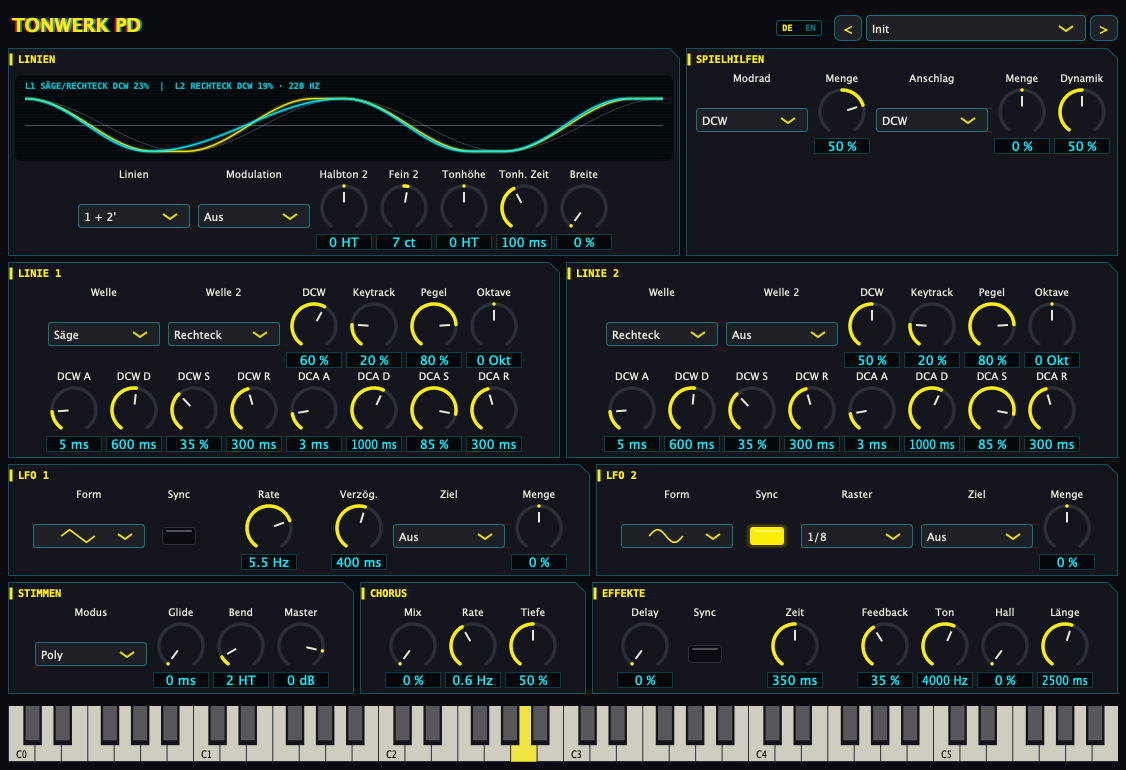 TONWERK PD
DE EN < Init >
LINIEN
L1 SÄGE/RECHTECK DCW 23% | L2 RECHTECK DCW 19% · 220 HZ
Linien Modulation Halbton 2 Fein 2 Tonhöhe Tonh. Zeit Breite
1 + 2' Aus
0 HT 7 ct 0 HT 100 ms 0 %
SPIELHILFEN
Modrad Menge Anschlag Menge Dynamik
DCW DCW
50 % 0 % 50 %
LINIE 1
Welle Welle 2 DCW Keytrack Pegel Oktave
Säge Rechteck
60 % 20 % 80 % 0 Okt
DCW A DCW D DCW S DCW R DCA A DCA D DCA S DCA R
5 ms 600 ms 35 % 300 ms 3 ms 1000 ms 85 % 300 ms
LINIE 2
Welle Welle 2 DCW Keytrack Pegel Oktave
Rechteck Aus
50 % 20 % 80 % 0 Okt
DCW A DCW D DCW S DCW R DCA A DCA D DCA S DCA R
5 ms 600 ms 35 % 300 ms 3 ms 1000 ms 85 % 300 ms
LFO 1
Form Sync Rate Verzög. Ziel Menge
Aus
5.5 Hz 400 ms 0 %
LFO 2
Form Sync Raster Ziel Menge
1/8 Aus
0 %
STIMMEN
Modus Glide Bend Master
Poly
0 ms 2 HT 0 dB
CHORUS
Mix Rate Tiefe
0 % 0.6 Hz 50 %
EFFEKTE
Delay Sync Zeit Feedback Ton Hall Länge
0 % 350 ms 35 % 4000 Hz 0 % 2500 ms
C0 C1 C2 C3 C4 C5